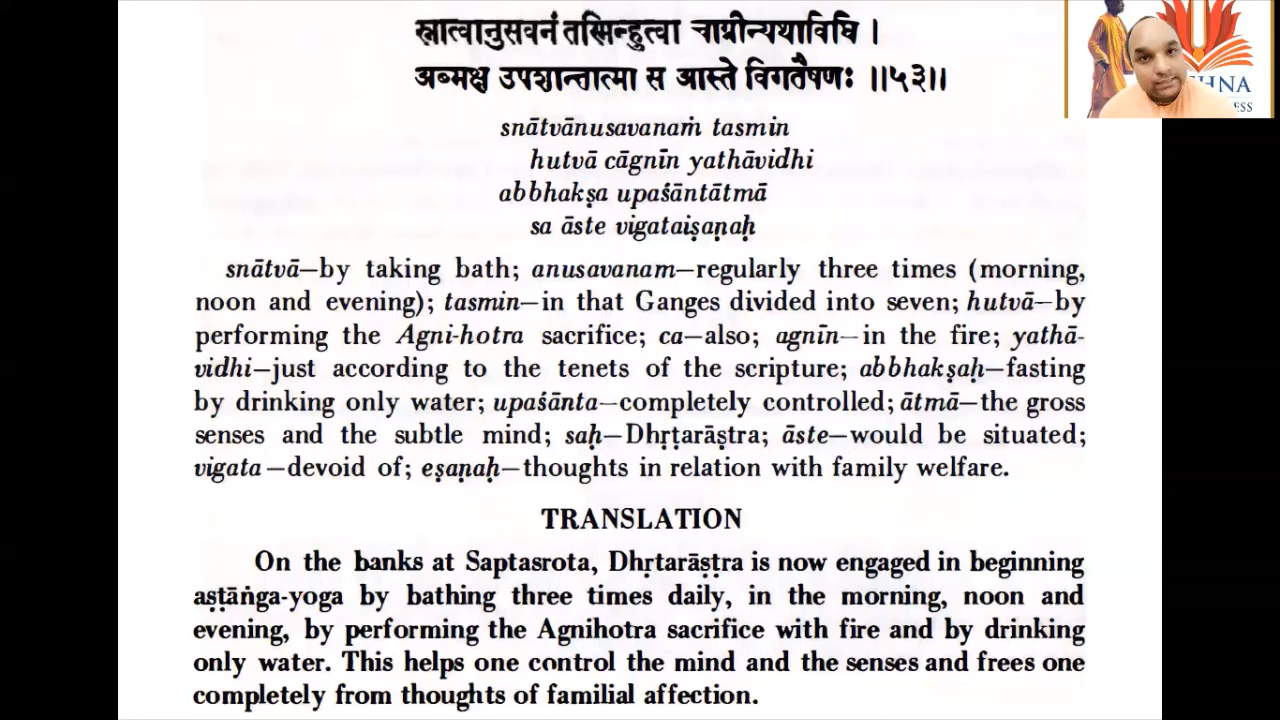 स्नात्वानुसवनं तस्मिन्हुत्वा चाग्नीन्यथाविधि ।
अब्भक्ष उपशान्तात्मा स आस्ते विगतैषणः ॥५३॥
snātvānusavanaṁ tasmin
hutvā cāgnīn yathāvidhi
abbhakṣa upaśāntātmā
sa āste vigataiṣaṇaḥ
snātvā—by taking bath; anusavanam—regularly three times (morning,
noon and evening); tasmin—in that Ganges divided into seven; hutvā—by
performing the Agni-hotra sacrifice; ca—also; agnīn—in the fire; yathā-
vidhi—just according to the tenets of the scripture; abbhakṣaḥ—fasting
by drinking only water; upaśānta—completely controlled; ātmā—the gross
senses and the subtle mind; saḥ—Dhṛtarāṣṭra; āste—would be situated;
vigata—devoid of; eṣaṇaḥ—thoughts in relation with family welfare.
TRANSLATION
On the banks at Saptasrota, Dhṛtarāṣṭra is now engaged in beginning
aṣṭāṅga-yoga by bathing three times daily, in the morning, noon and
evening, by performing the Agnihotra sacrifice with fire and by drinking
only water. This helps one control the mind and the senses and frees one
completely from thoughts of familial affection.